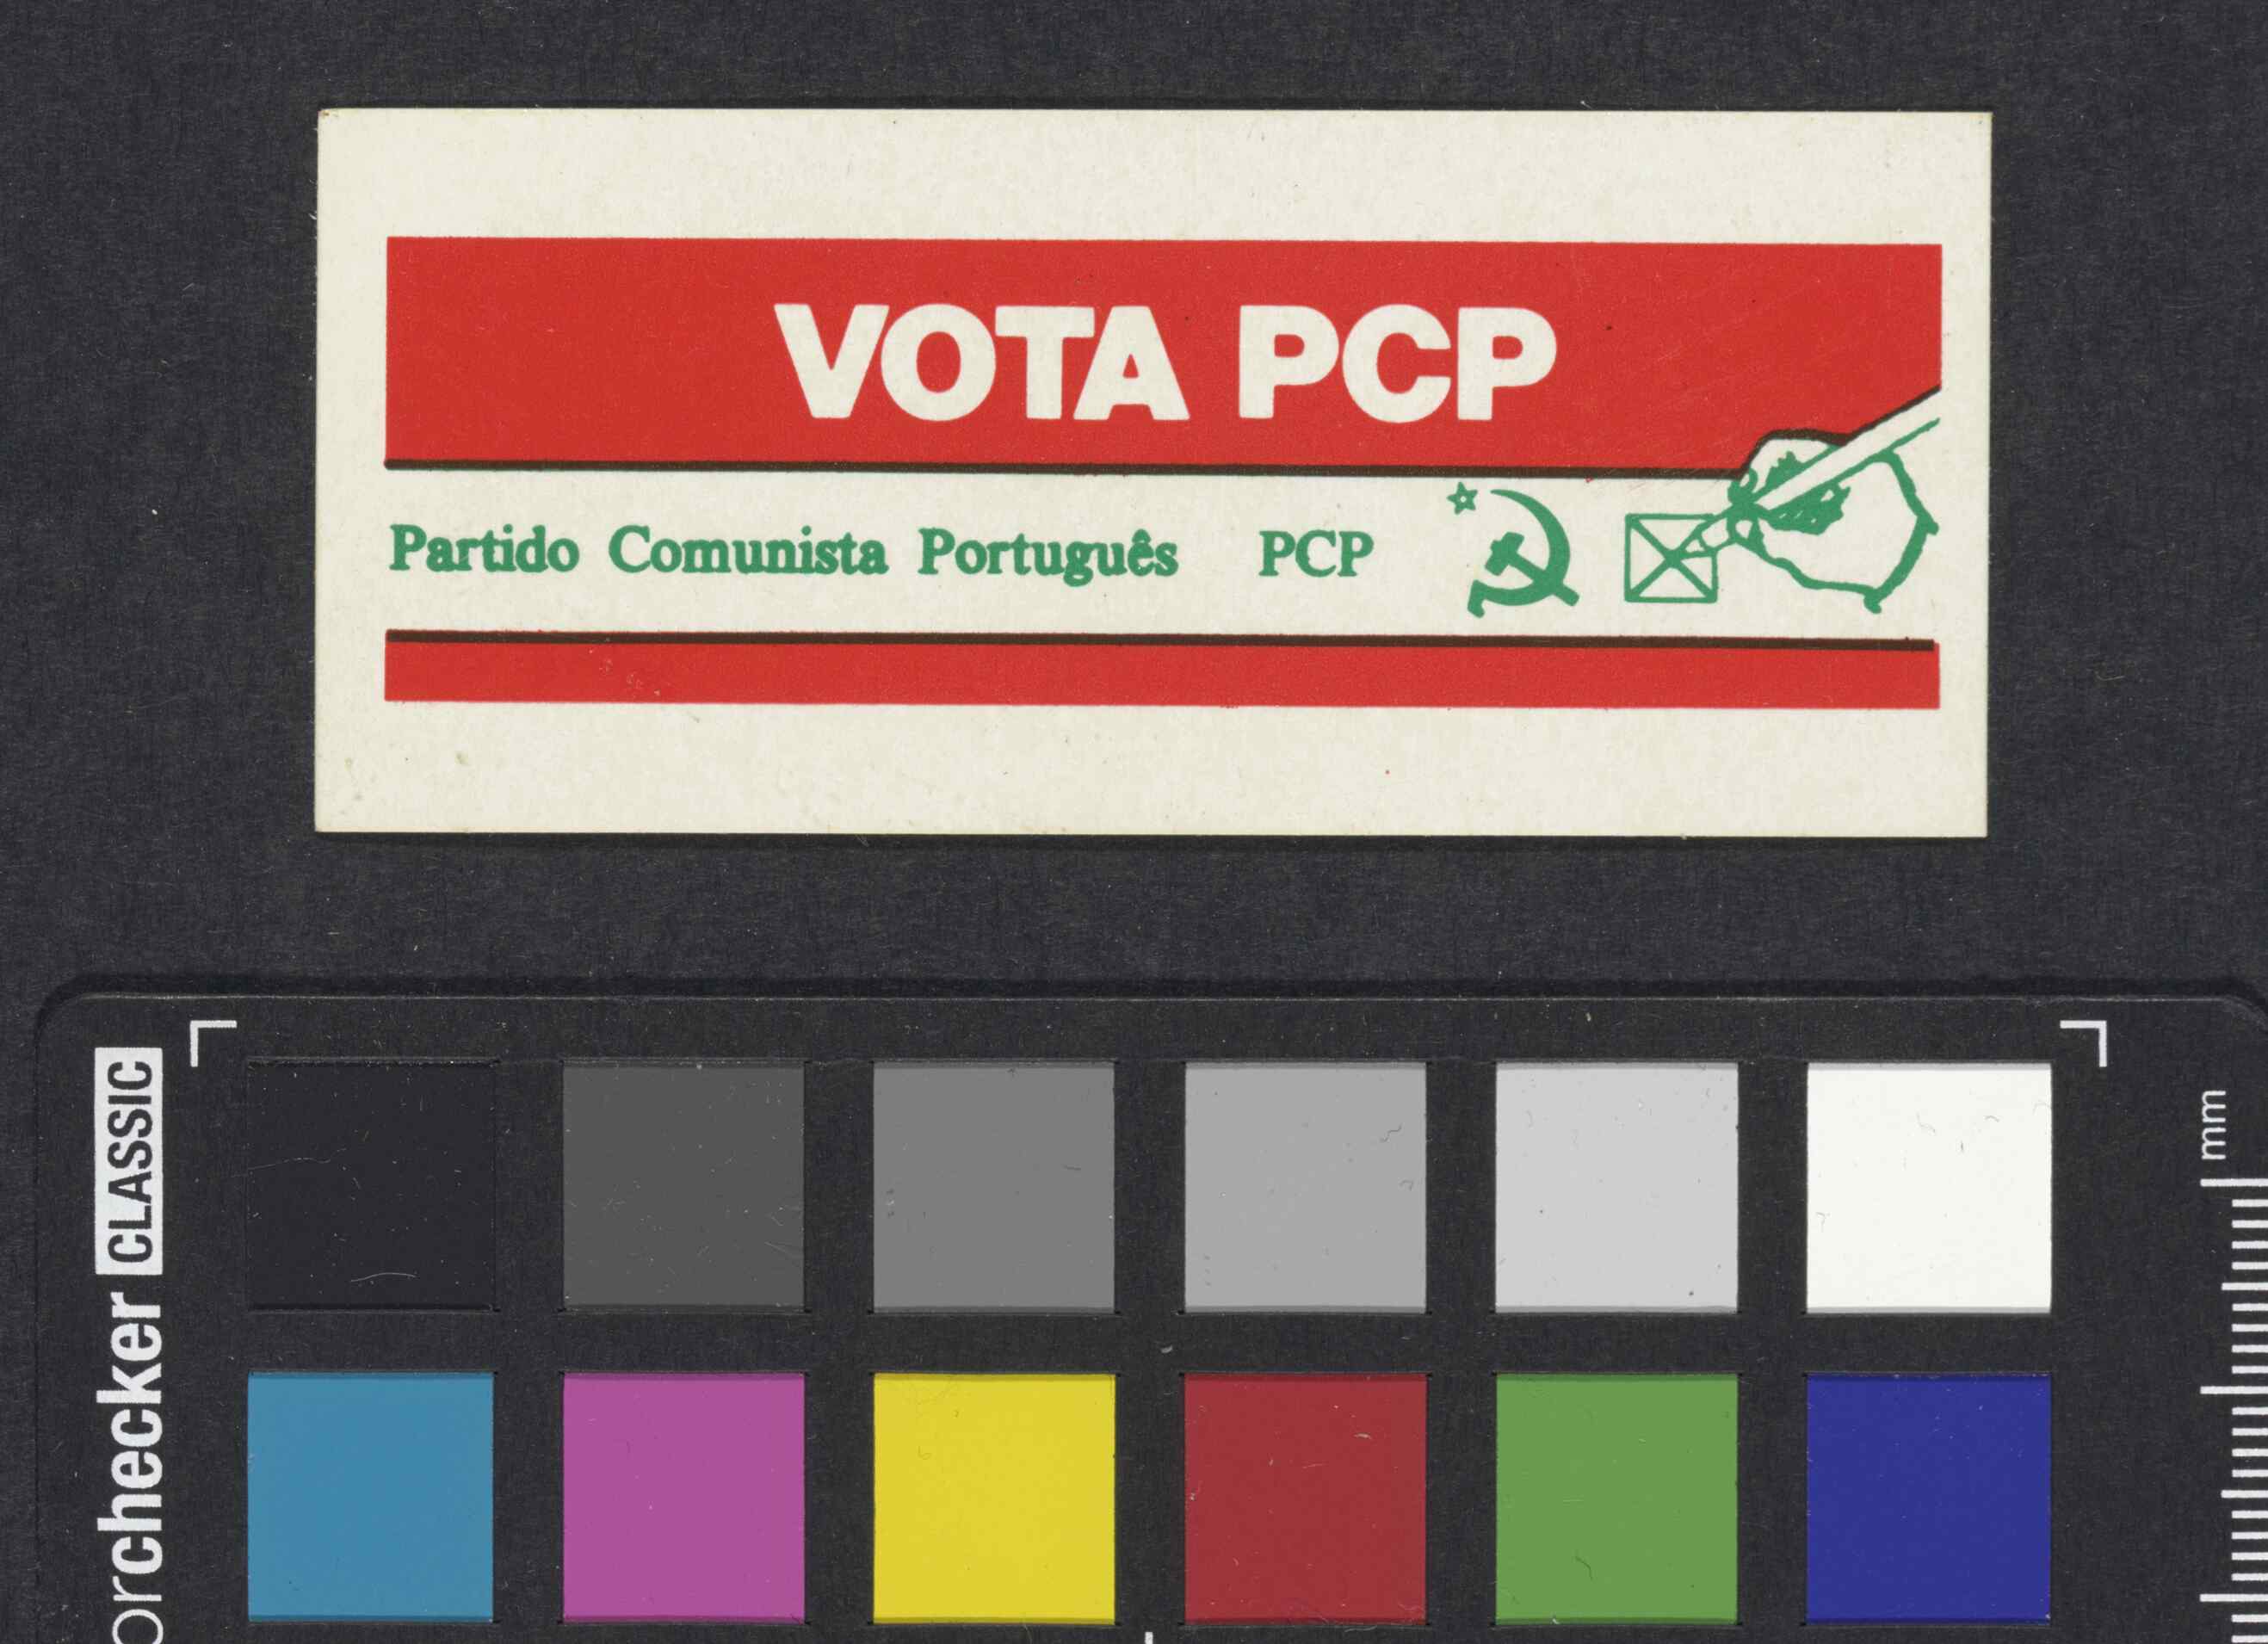 VOTA PCP
Partido Comunista Português PCP
orchecker CLASSIC
mm